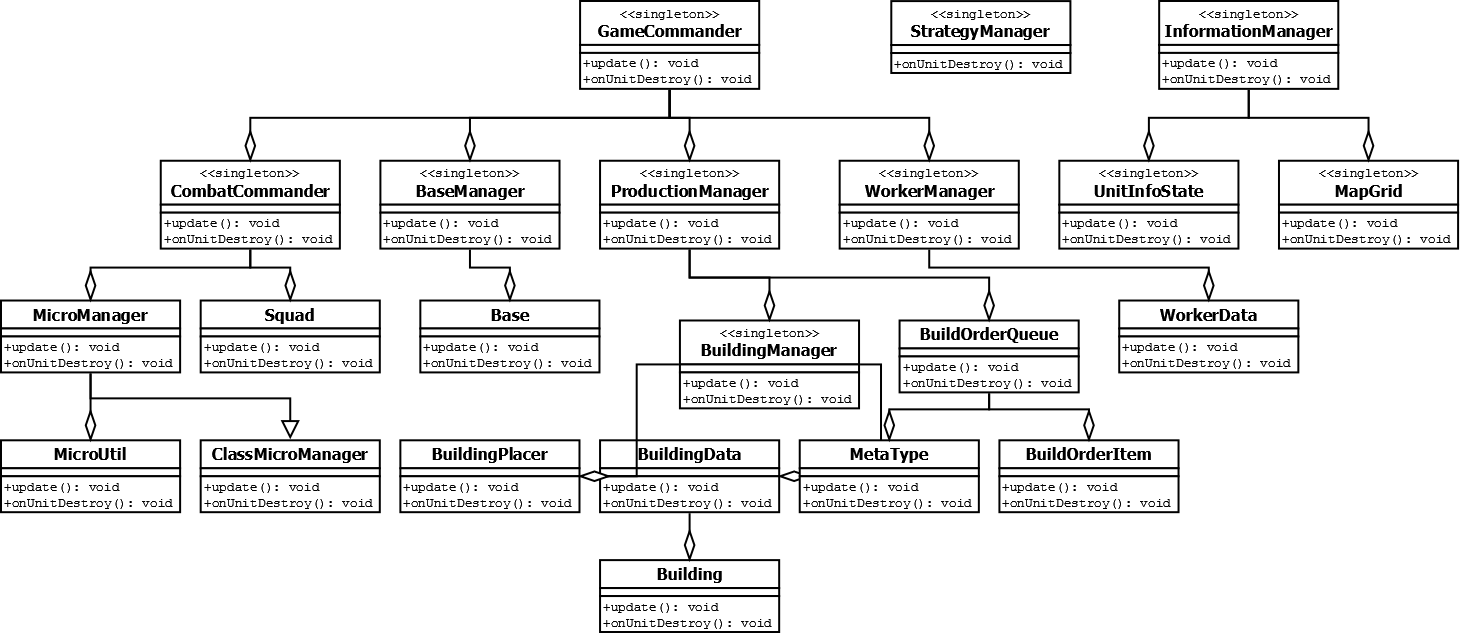 <<singleton>>
GameCommander
+update(): void
+onUnitDestroy(): void
<<singleton>>
StrategyManager
+onUnitDestroy(): void
<<singleton>>
InformationManager
+update(): void
+onUnitDestroy(): void
<<singleton>>
CombatCommander
+update(): void
+onUnitDestroy(): void
<<singleton>>
BaseManager
+update(): void
+onUnitDestroy(): void
<<singleton>>
ProductionManager
+update(): void
+onUnitDestroy(): void
<<singleton>>
WorkerManager
+update(): void
+onUnitDestroy(): void
<<singleton>>
UnitInfoState
+update(): void
+onUnitDestroy(): void
<<singleton>>
MapGrid
+update(): void
+onUnitDestroy(): void
MicroManager
+update(): void
+onUnitDestroy(): void
Squad
+update(): void
+onUnitDestroy(): void
Base
+update(): void
+onUnitDestroy(): void
<<singleton>>
BuildingManager
+update(): void
+onUnitDestroy(): void
BuildOrderQueue
+update(): void
+onUnitDestroy(): void
WorkerData
+update(): void
+onUnitDestroy(): void
MicroUtil
+update(): void
+onUnitDestroy(): void
ClassMicroManager
+update(): void
+onUnitDestroy(): void
BuildingPlacer
+update(): void
+onUnitDestroy(): void
BuildingData
+update(): void
+onUnitDestroy(): void
MetaType
+update(): void
+onUnitDestroy(): void
BuildOrderItem
+update(): void
+onUnitDestroy(): void
Building
+update(): void
+onUnitDestroy(): void